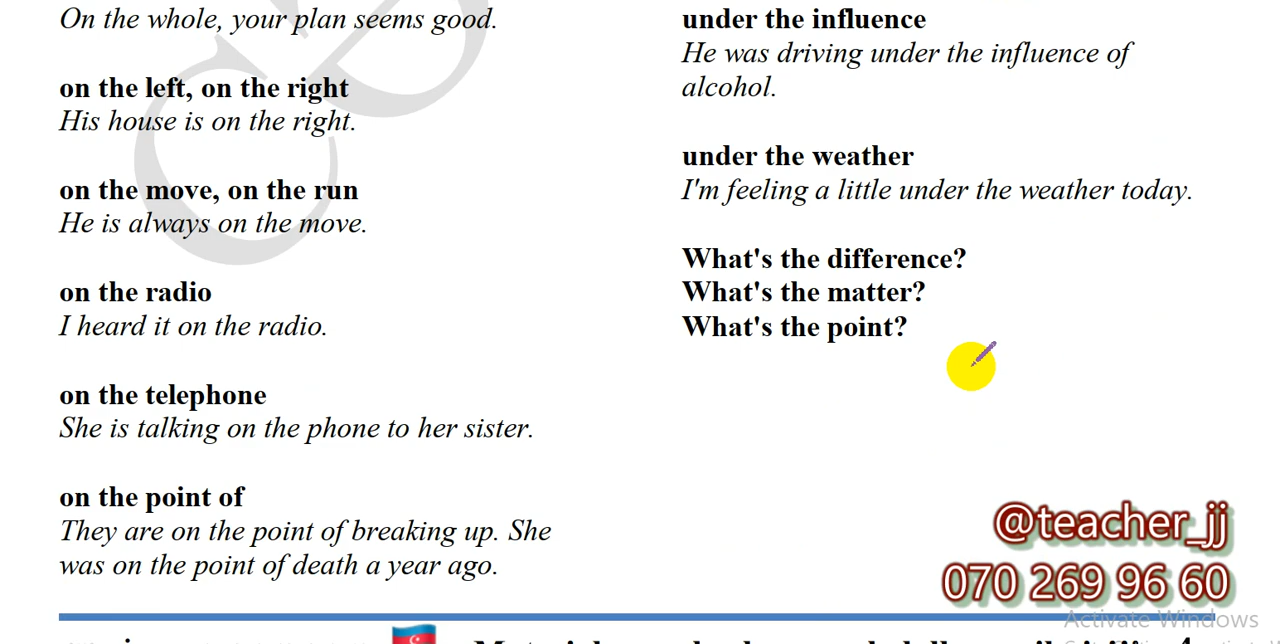 On the whole, your plan seems good.
on the left, on the right
His house is on the right.
on the move, on the run
He is always on the move.
on the radio
I heard it on the radio.
on the telephone
She is talking on the phone to her sister.
on the point of
They are on the point of breaking up. She
was on the point of death a year ago.
under the influence
He was driving under the influence of
alcohol.
under the weather
I'm feeling a little under the weather today.
What's the difference?
What's the matter?
What's the point?
@teacher_jj
070 269 96 60
Activate Windows